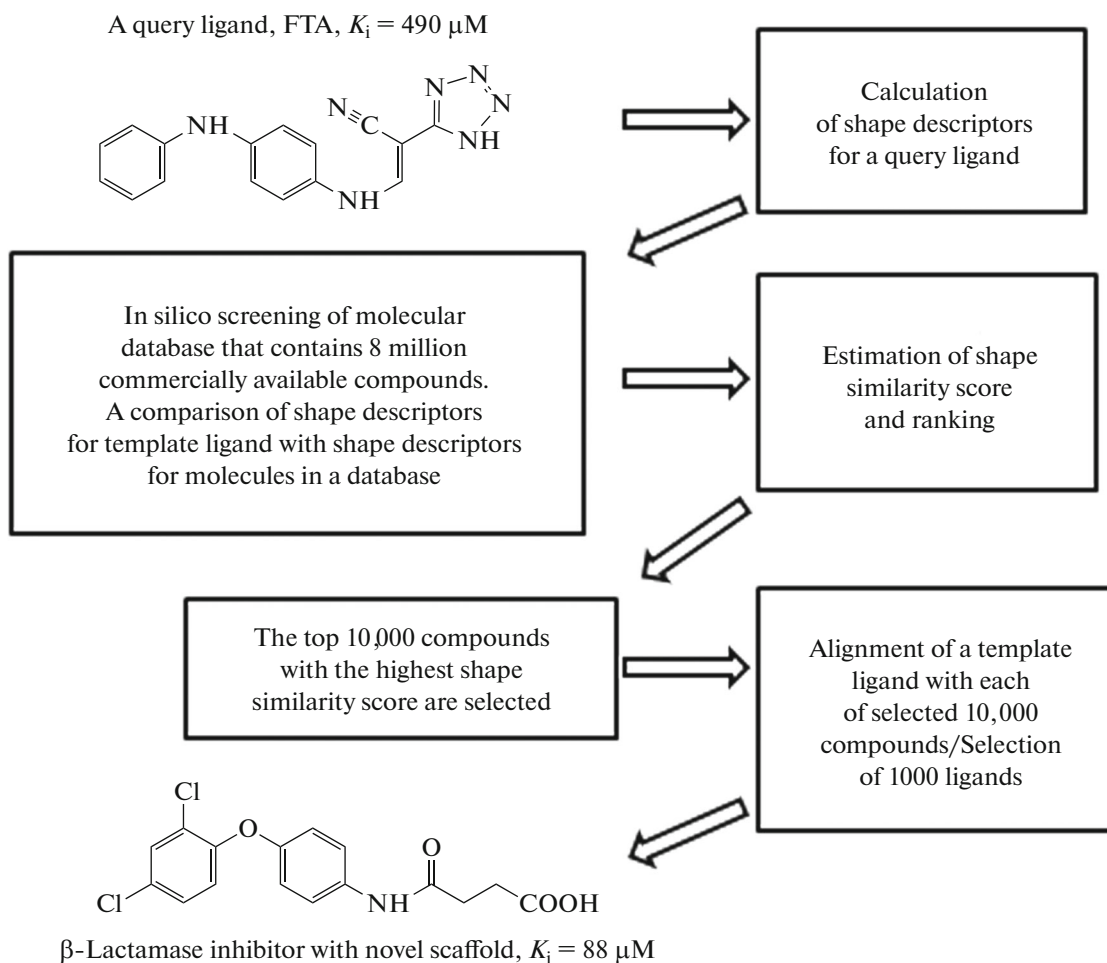 A query ligand, FTA, Ki = 490 μM
N≡C
N
N
N
N
NH
NH
NH
Calculation
of shape descriptors
for a query ligand
In silico screening of molecular
database that contains 8 million
commercially available compounds.
A comparison of shape descriptors
for template ligand with shape descriptors
for molecules in a database
Estimation of shape
similarity score
and ranking
The top 10,000 compounds
with the highest shape
similarity score are selected
Alignment of a template
ligand with each
of selected 10,000
compounds/Selection
of 1000 ligands
Cl
O
O
Cl
NH
COOH
β-Lactamase inhibitor with novel scaffold, Ki = 88 μM